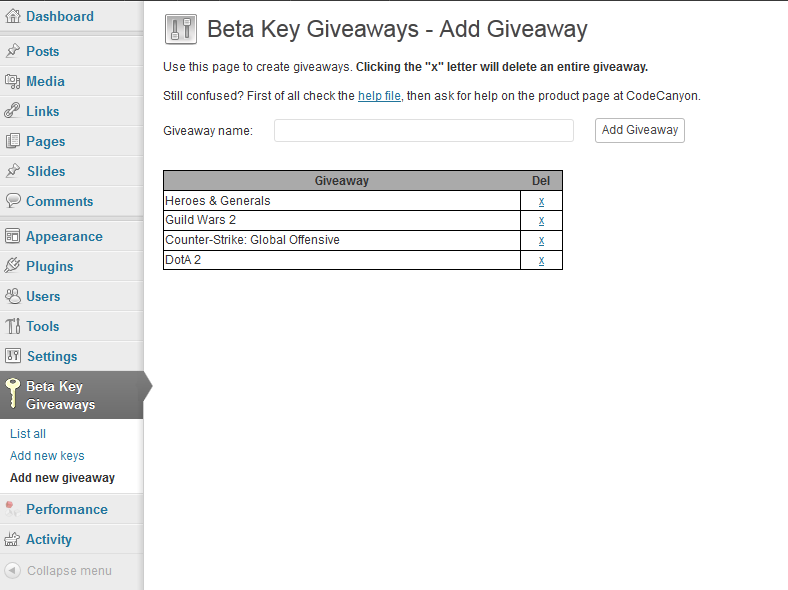 Dashboard
Posts
Media
Links
Pages
Slides
Comments
Appearance
Plugins
Users
Tools
Settings
Beta Key
Giveaways
List all
Add new keys
Add new giveaway
Performance
Activity
Collapse menu
Beta Key Giveaways - Add Giveaway
Use this page to create giveaways. Clicking the "x" letter will delete an entire giveaway.
Still confused? First of all check the help file, then ask for help on the product page at CodeCanyon.
Giveaway name: Add Giveaway
Giveaway Del
Heroes & Generals x
Guild Wars 2 x
Counter-Strike: Global Offensive x
DotA 2 x